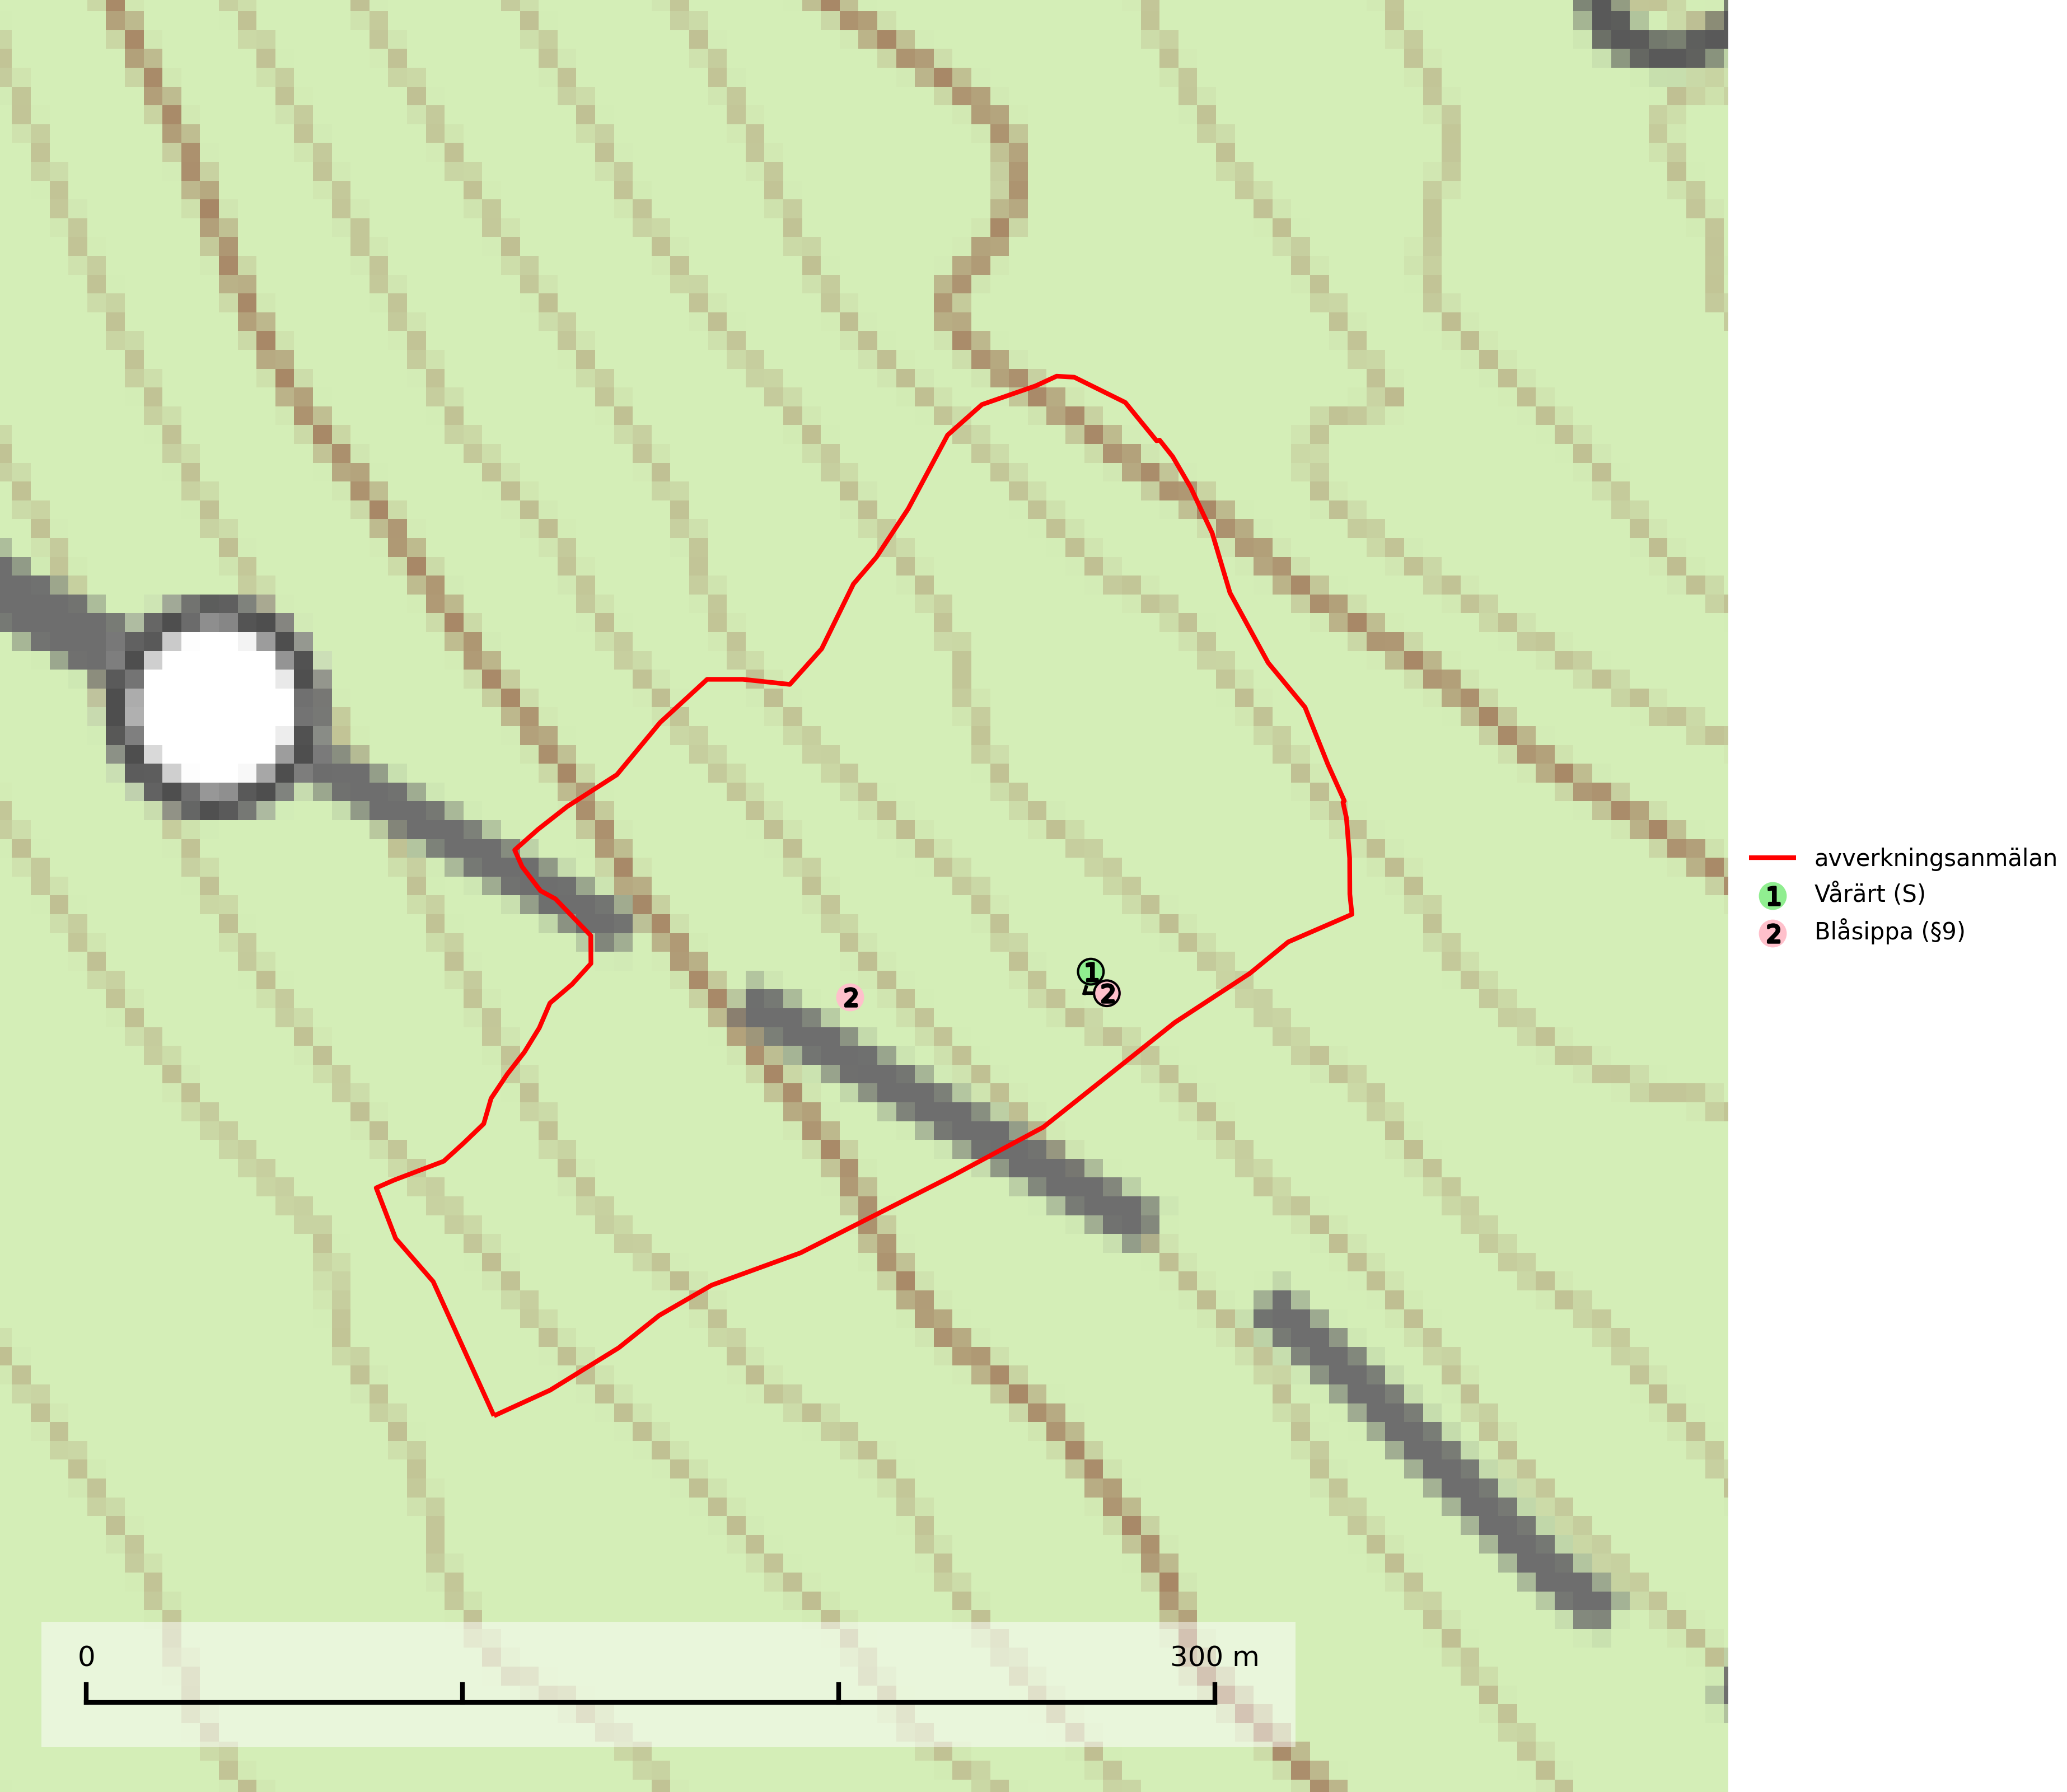 avverkningsanmälan
1 Vårärt (S)
2 Blåsippa (§9)
1
2
2
0
300 m